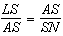 LS/AS = AS/SN